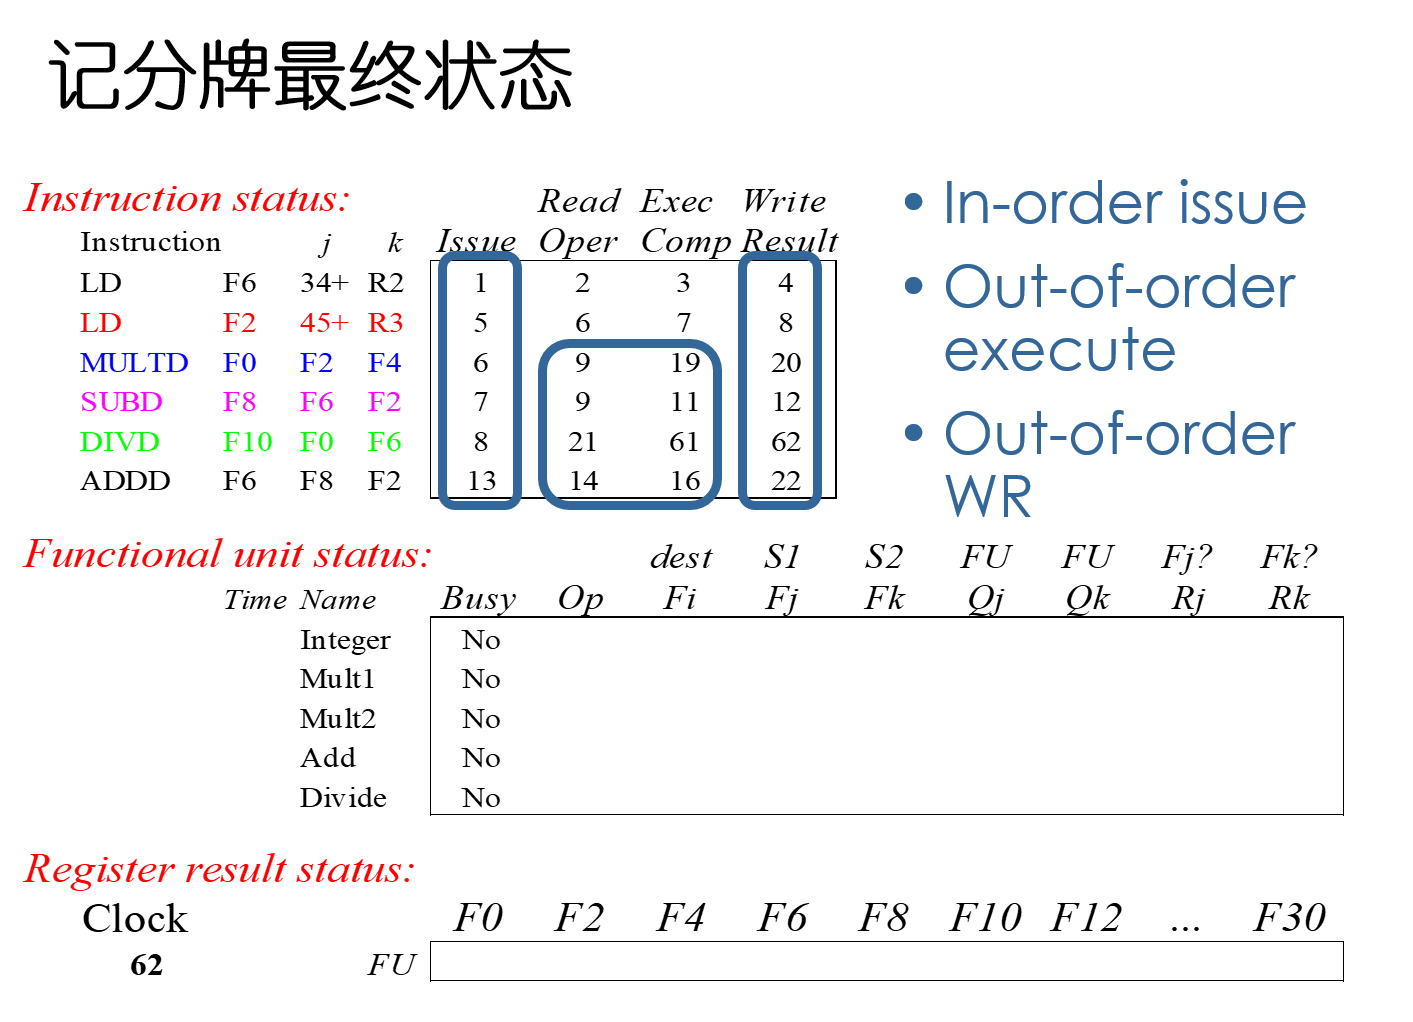 记分牌最终状态
Instruction status: Read Exec Write
Instruction j k Issue Oper Comp Result
LD F6 34+ R2 1 2 3 4
LD F2 45+ R3 5 6 7 8
MULTD F0 F2 F4 6 9 19 20
SUBD F8 F6 F2 7 9 11 12
DIVD F10 F0 F6 8 21 61 62
ADDD F6 F8 F2 13 14 16 22
• In-order issue
• Out-of-order
execute
• Out-of-order
WR
Functional unit status: dest S1 S2 FU FU Fj? Fk?
Time Name Busy Op Fi Fj Fk Qj Qk Rj Rk
Integer No
Mult1 No
Mult2 No
Add No
Divide No
Register result status:
Clock F0 F2 F4 F6 F8 F10 F12 ... F30
62 FU